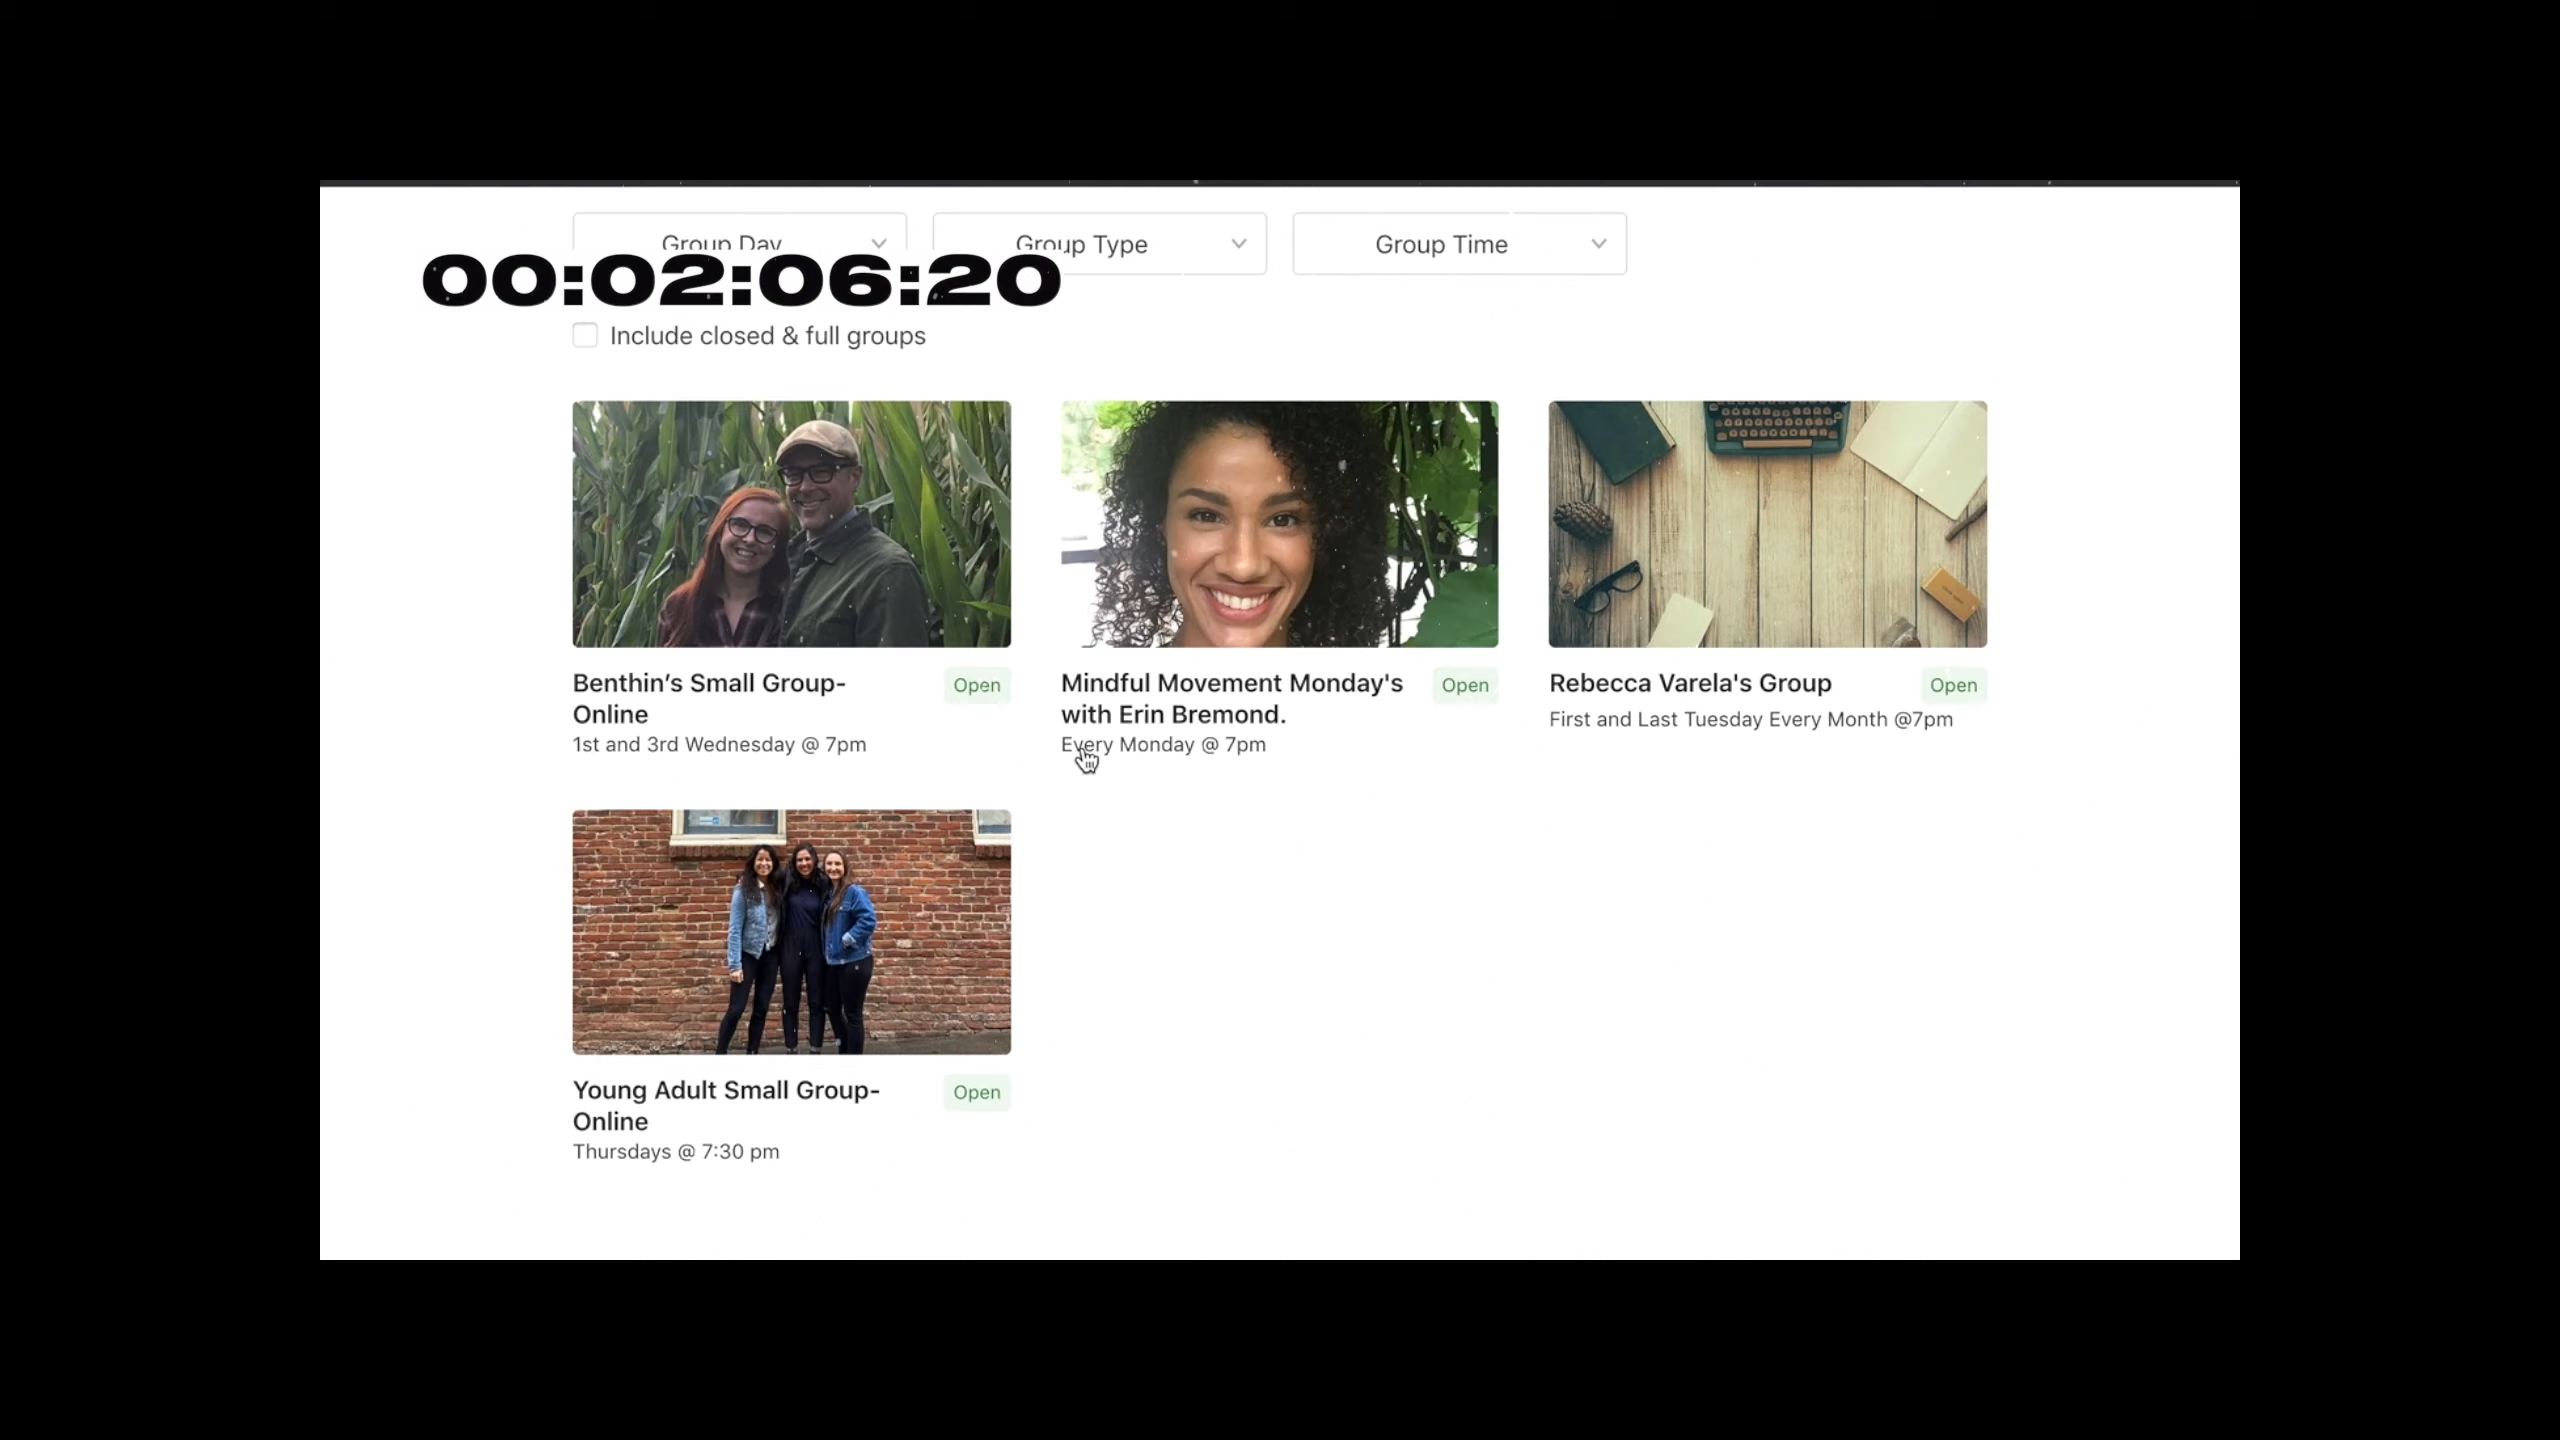 Group Day
Group Type
Group Time
00:02:06:20
Include closed & full groups
Benthin’s Small Group-
Online
Open
1st and 3rd Wednesday @ 7pm
Mindful Movement Monday's
with Erin Bremond.
Open
Every Monday @ 7pm
Rebecca Varela's Group
Open
First and Last Tuesday Every Month @7pm
Young Adult Small Group-
Online
Open
Thursdays @ 7:30 pm